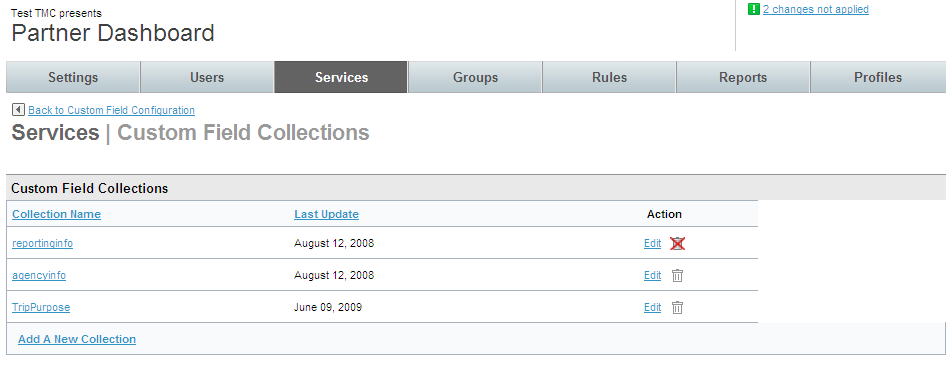 Test TMC presents
Partner Dashboard
2 changes not applied
Settings Users Services Groups Rules Reports Profiles
Back to Custom Field Configuration
Services | Custom Field Collections
Custom Field Collections
Collection Name Last Update Action
reportinginfo August 12, 2008 Edit
agencyinfo August 12, 2008 Edit
TripPurpose June 09, 2009 Edit
Add A New Collection